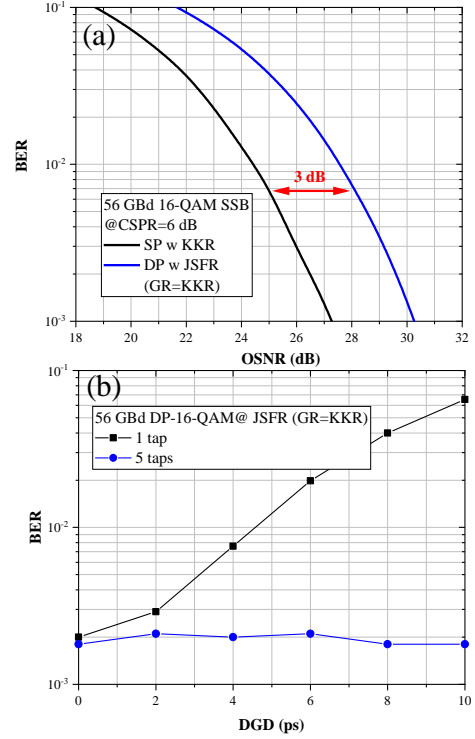 (a)
10⁻¹
10⁻²
10⁻³
BER
3 dB
56 GBd 16-QAM SSB
@CSPR=6 dB
SP w KKR
DP w JSFR
(GR=KKR)
18 20 22 24 26 28 30 32
OSNR (dB)
(b)
10⁻¹
10⁻²
10⁻³
BER
56 GBd DP-16-QAM@ JSFR (GR=KKR)
1 tap
5 taps
0 2 4 6 8 10
DGD (ps)